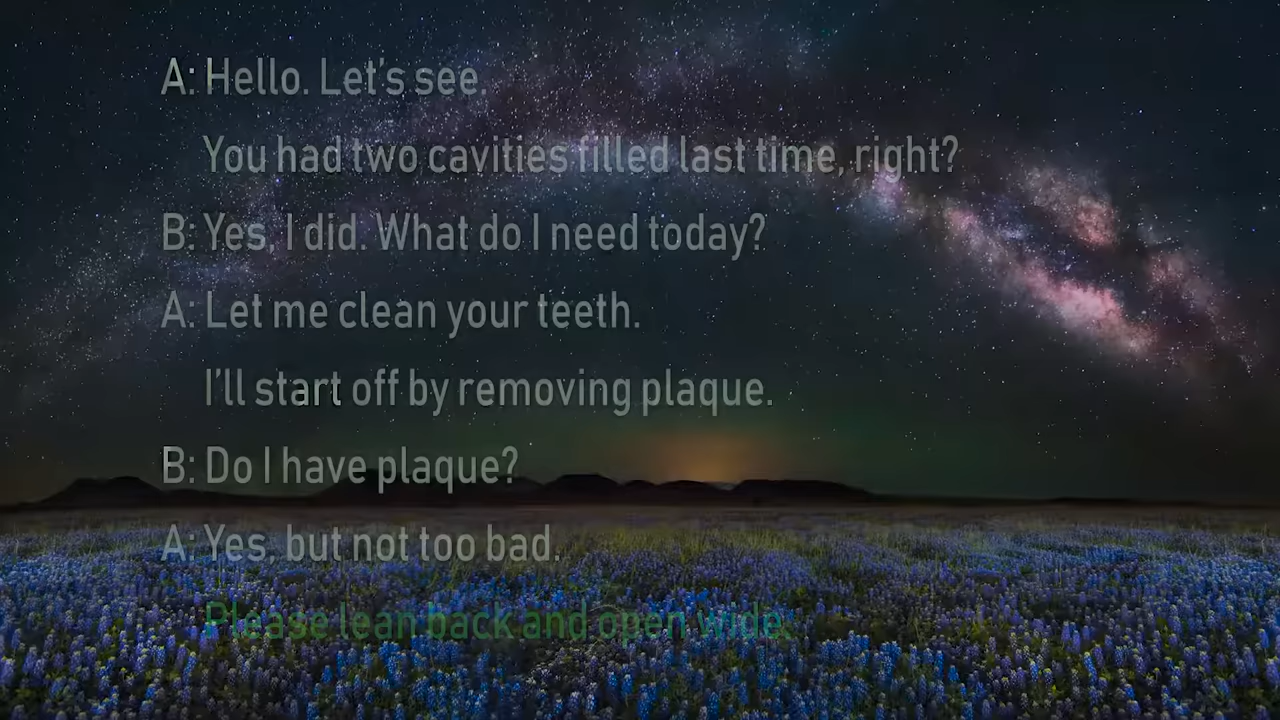 A: Hello. Let's see.
You had two cavities filled last time, right?
B: Yes, I did. What do I need today?
A: Let me clean your teeth.
I'll start off by removing plaque.
B: Do I have plaque?
A: Yes, but not too bad.
Please lean back and open wide.